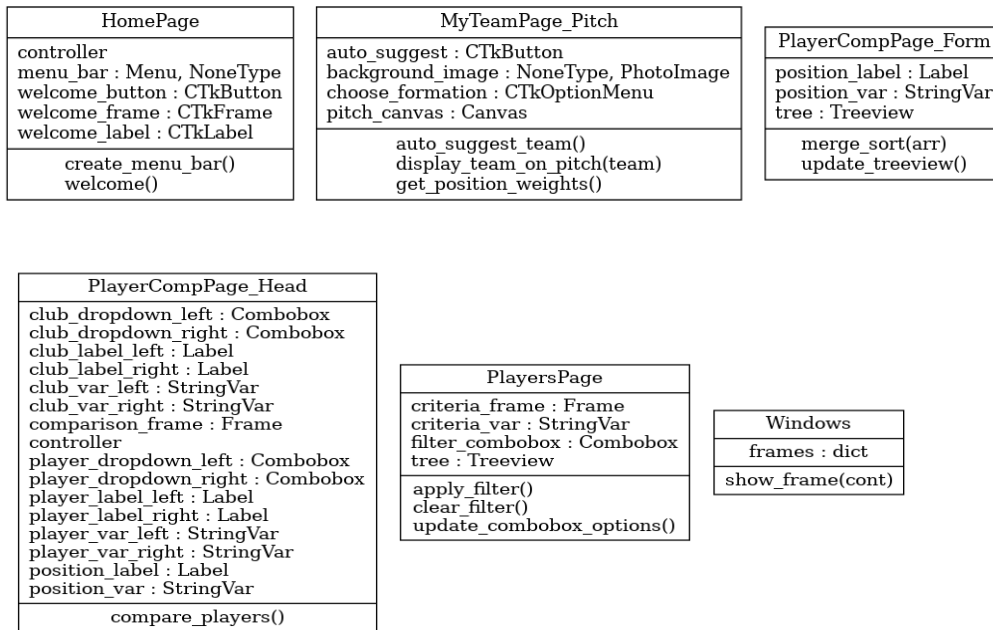 HomePage
controller
menu_bar : Menu, NoneType
welcome_button : CTkButton
welcome_frame : CTkFrame
welcome_label : CTkLabel
create_menu_bar()
welcome()
MyTeamPage_Pitch
auto_suggest : CTkButton
background_image : NoneType, PhotoImage
choose_formation : CTkOptionMenu
pitch_canvas : Canvas
auto_suggest_team()
display_team_on_pitch(team)
get_position_weights()
PlayerCompPage_Form
position_label : Label
position_var : StringVar
tree : Treeview
merge_sort(arr)
update_treeview()
PlayerCompPage_Head
club_dropdown_left : Combobox
club_dropdown_right : Combobox
club_label_left : Label
club_label_right : Label
club_var_left : StringVar
club_var_right : StringVar
comparison_frame : Frame
controller
player_dropdown_left : Combobox
player_dropdown_right : Combobox
player_label_left : Label
player_label_right : Label
player_var_left : StringVar
player_var_right : StringVar
position_label : Label
position_var : StringVar
compare_players()
PlayersPage
criteria_frame : Frame
criteria_var : StringVar
filter_combobox : Combobox
tree : Treeview
apply_filter()
clear_filter()
update_combobox_options()
Windows
frames : dict
show_frame(cont)